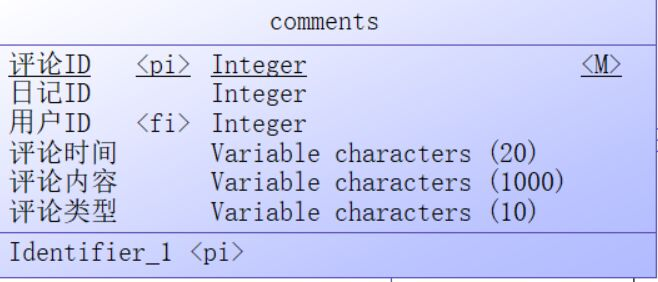 comments
评论ID <pi> Integer <M>
日记ID Integer
用户ID <fi> Integer
评论时间 Variable characters (20)
评论内容 Variable characters (1000)
评论类型 Variable characters (10)
Identifier_1 <pi>